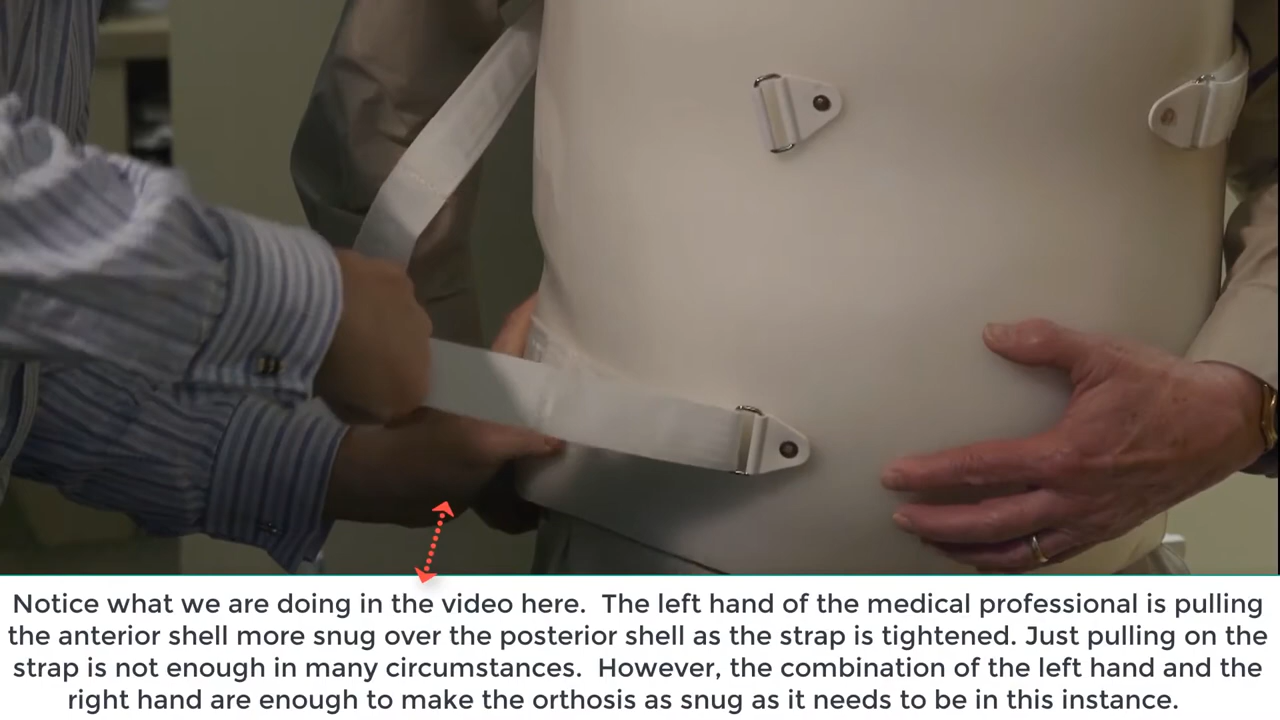 Notice what we are doing in the video here. The left hand of the medical professional is pulling
the anterior shell more snug over the posterior shell as the strap is tightened. Just pulling on the
strap is not enough in many circumstances. However, the combination of the left hand and the
right hand are enough to make the orthosis as snug as it needs to be in this instance.